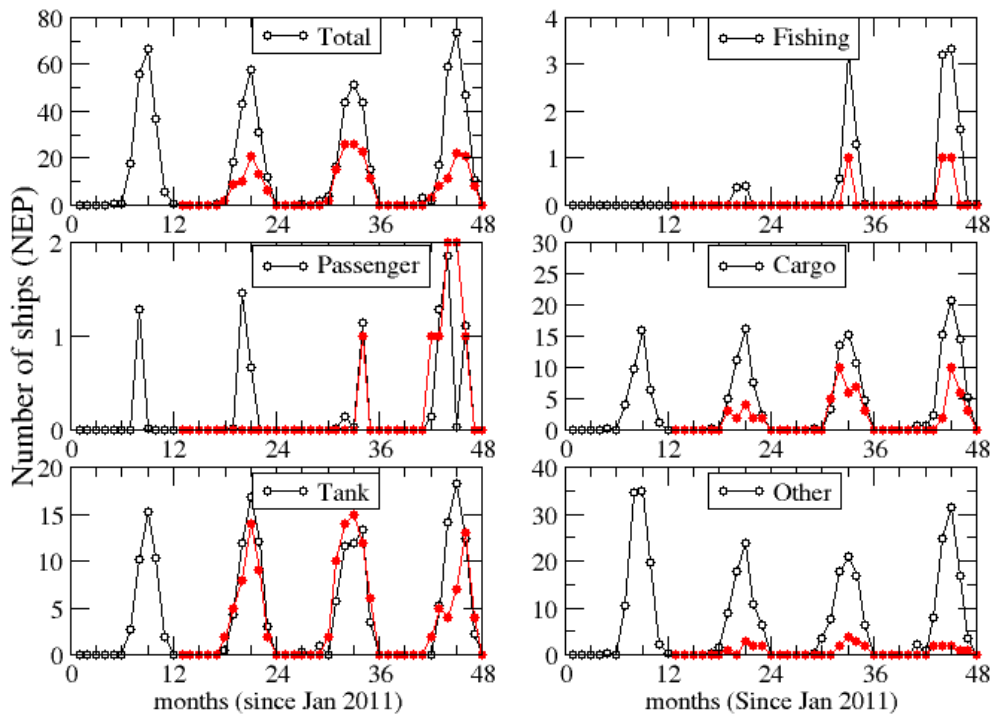 Number of ships (NEP)
80
60
40
20
0
0 12 24 36 48
Total
4
3
2
1
0
0 12 24 36 48
Fishing
2
1
0
0 12 24 36 48
Passenger
30
25
20
15
10
5
0
0 12 24 36 48
Cargo
20
15
10
5
0
0 12 24 36 48
Tank
months (since Jan 2011)
40
30
20
10
0
0 12 24 36 48
Other
months (Since Jan 2011)